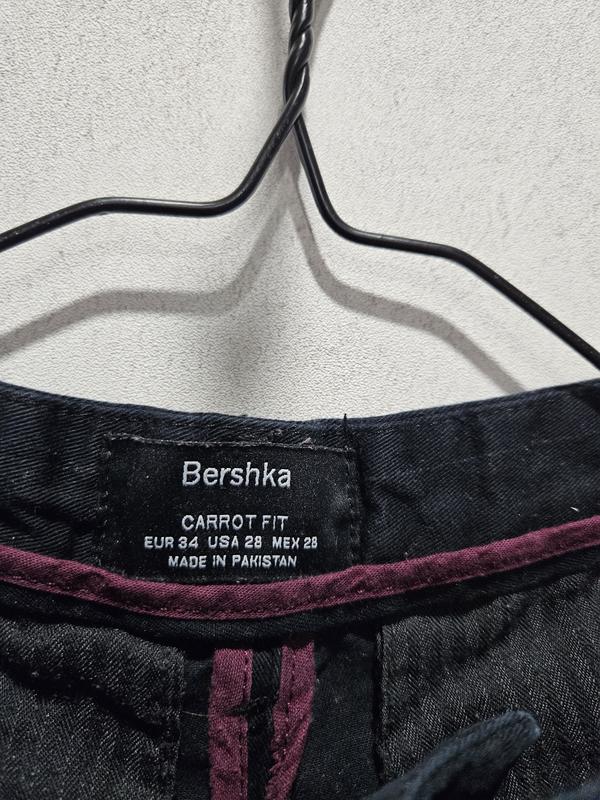 Bershka
CARROT FIT
EUR 34 USA 28 MEX 28
MADE IN PAKISTAN